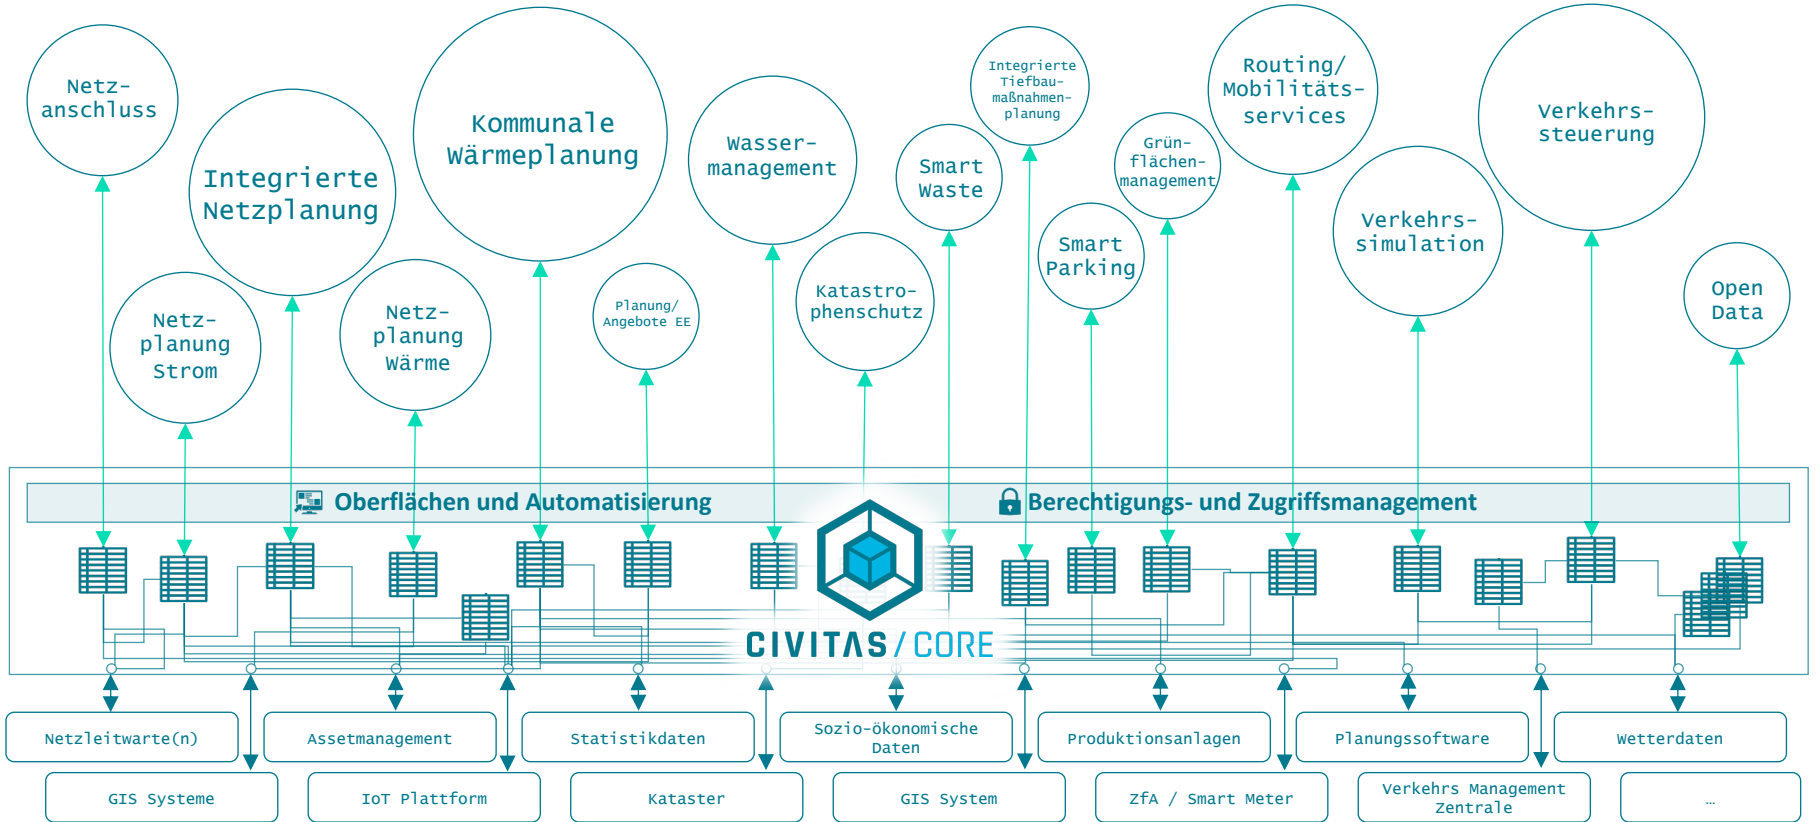 Netz-
anschluss
Integrierte
Netzplanung
Netz-
planung
Strom
Kommunale
Wärmeplanung
Netz-
planung
Wärme
Planung/
Angebote EE
Wasser-
management
Katastro-
phenschutz
Smart
Waste
Integrierte
Tiefbau-
maßnahmen-
planung
Smart
Parking
Grün-
flächen-
management
Routing/
Mobilitäts-
services
Verkehrs-
simulation
Verkehrs-
steuerung
Open
Data
Oberflächen und Automatisierung
Berechtigungs- und Zugriffsmanagement
CIVITAS/CORE
Netzleitwarte(n)
Assetmanagement
Statistikdaten
Sozio-ökonomische
Daten
Produktionsanlagen
Planungssoftware
Wetterdaten
GIS Systeme
IoT Plattform
Kataster
GIS System
ZfA / Smart Meter
Verkehrs Management
Zentrale
…